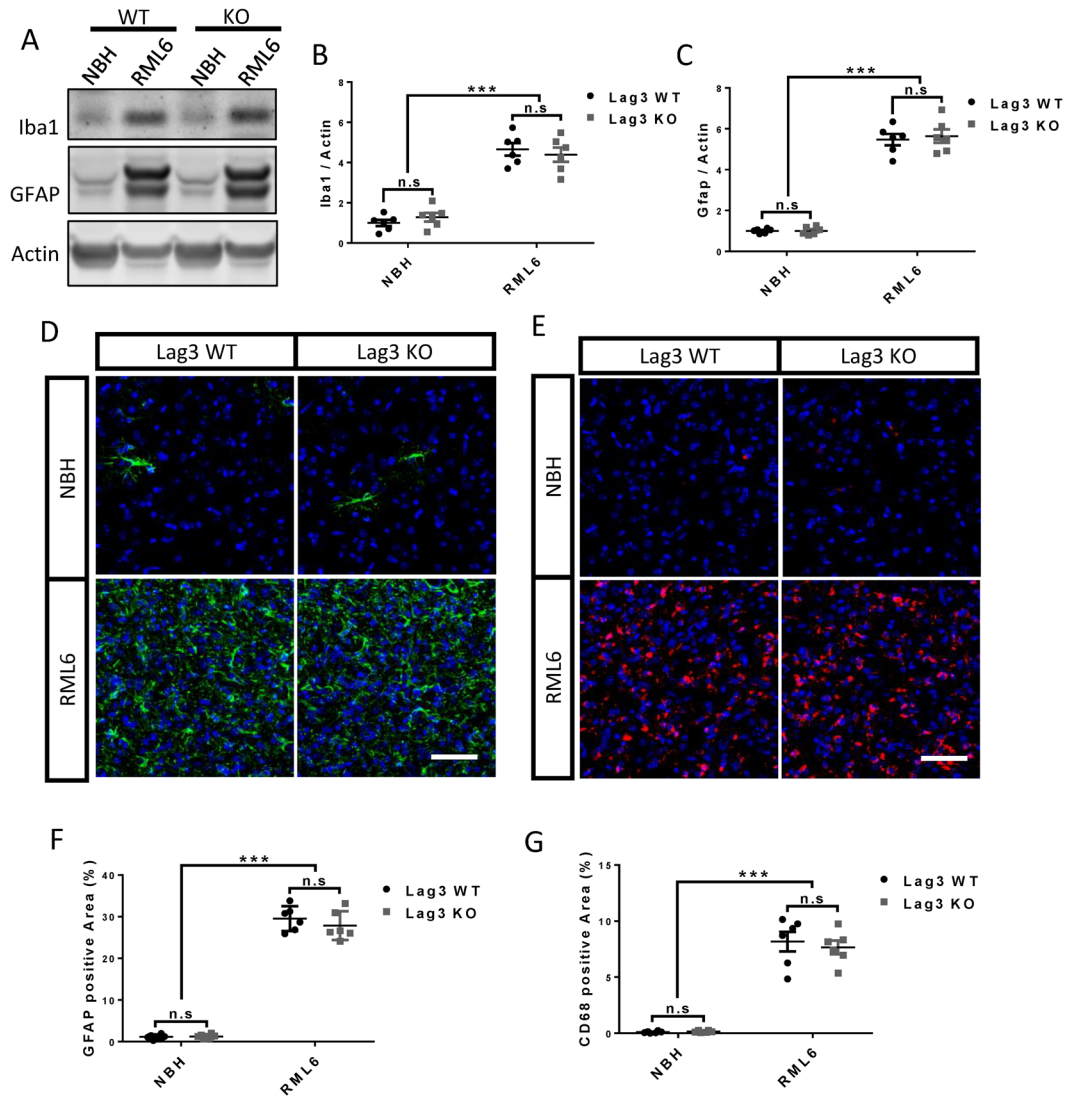 A
WT KO
NBH RML6 NBH RML6
Iba1
GFAP
Actin
B
Iba1 / Actin
8
6
4
2
0
***
n.s
n.s
NBH
RML6
Lag3 WT
Lag3 KO
C
Gfap / Actin
8
6
4
2
0
***
n.s
n.s
NBH
RML6
Lag3 WT
Lag3 KO
D
Lag3 WT Lag3 KO
NBH
RML6
E
Lag3 WT Lag3 KO
NBH
RML6
F
GFAP positive Area (%)
40
30
20
10
0
***
n.s
n.s
NBH
RML6
Lag3 WT
Lag3 KO
G
CD68 positive Area (%)
15
10
5
0
***
n.s
n.s
NBH
RML6
Lag3 WT
Lag3 KO